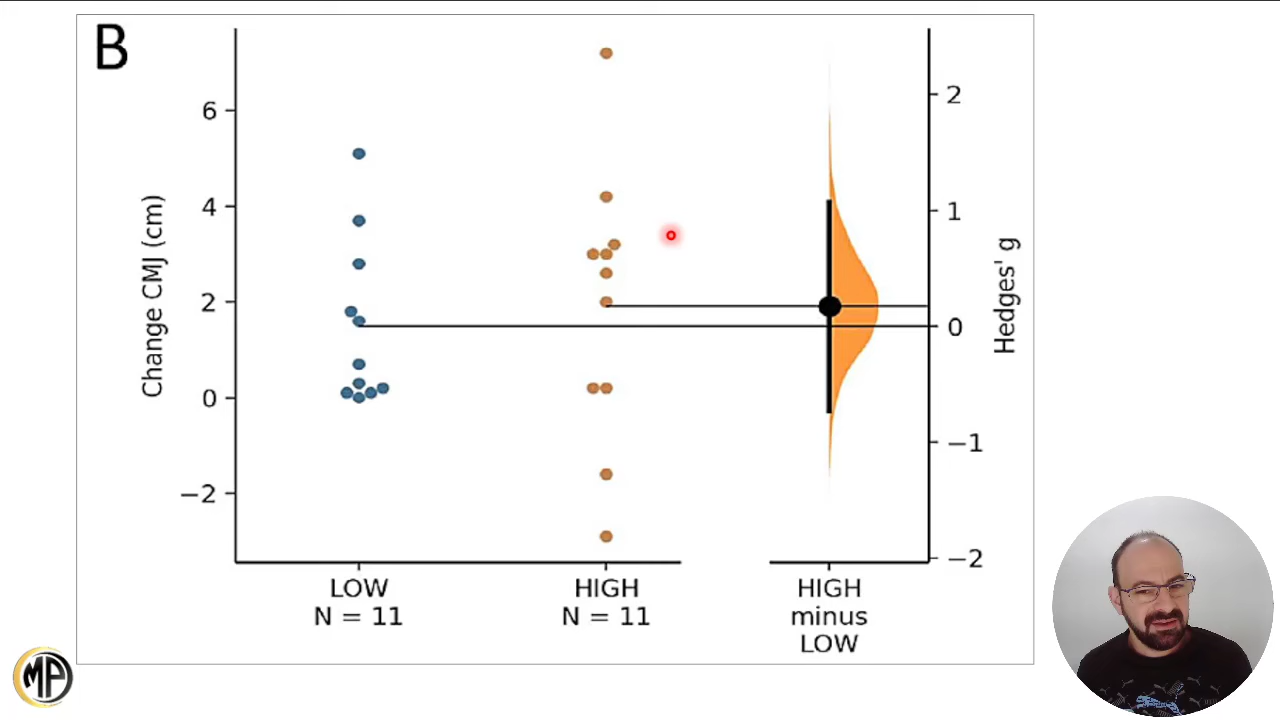 B
Change CMJ (cm)
6
4
2
0
−2
LOW
N = 11
HIGH
N = 11
HIGH
minus
LOW
2
1
0
−1
−2
Hedges' g
MP